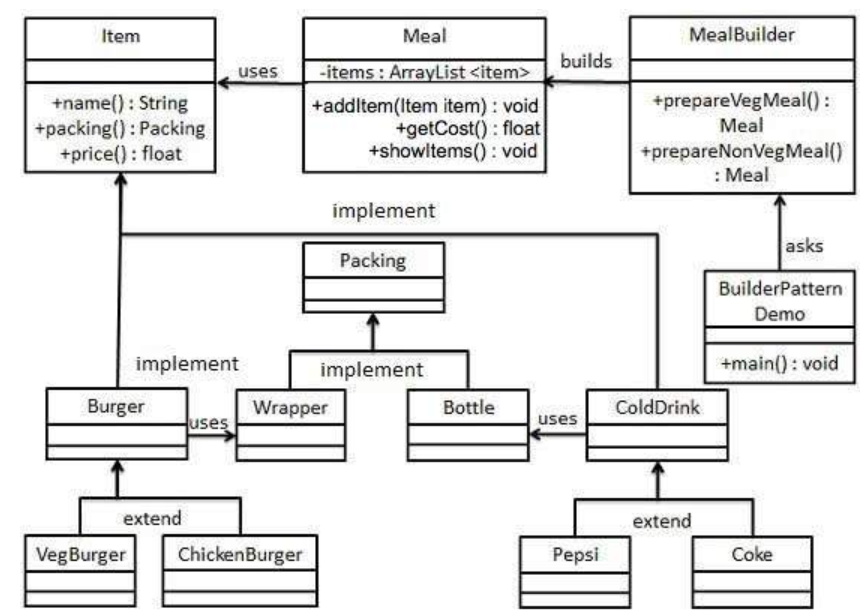 Item
+name() : String
+packing() : Packing
+price() : float
uses
Meal
-items : ArrayList <item>
+addItem(Item item) : void
+getCost() : float
+showItems() : void
builds
MealBuilder
+prepareVegMeal() :
Meal
+prepareNonVegMeal()
: Meal
implement
asks
Packing
BuilderPattern
Demo
+main() : void
implement
implement
Burger
uses
Wrapper
Bottle
uses
ColdDrink
extend
extend
VegBurger
ChickenBurger
Pepsi
Coke